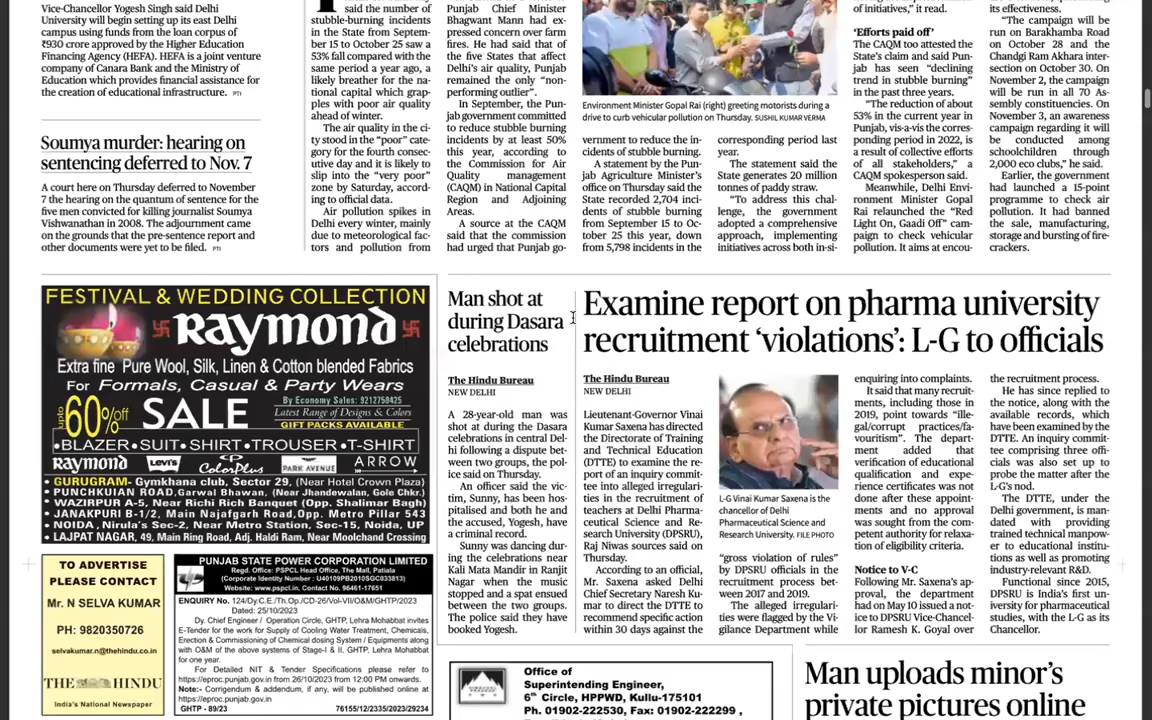 Vice-Chancellor Yogesh Singh said Delhi
University will begin setting up its east Delhi
campus using funds from the loan corpus of
₹930 crore approved by the Higher Education
Financing Agency (HEFA). HEFA is a joint venture
company of Canara Bank and the Ministry of
Education which provides financial assistance for
the creation of educational infrastructure. PTI
Soumya murder: hearing on
sentencing deferred to Nov. 7
A court here on Thursday deferred to November
7 the hearing on the quantum of sentence for the
five men convicted for killing journalist Soumya
Vishwanathan in 2008. The adjournment came
on the grounds that the pre-sentence report and
other documents were yet to be filed. PTI
said the number of
stubble-burning incidents
in the State from Septem-
ber 15 to October 25 saw a
53% fall compared with the
same period a year ago, a
likely breather for the na-
tional capital which grap-
ples with poor air quality
ahead of winter.
The air quality in the ci-
ty stood in the "poor" cate-
gory for the fourth consec-
utive day and it is likely to
slip into the "very poor"
zone by Saturday, accord-
ing to official data.
Air pollution spikes in
Delhi every winter, mainly
due to meteorological fac-
tors and pollution from
Punjab Chief Minister
Bhagwant Mann had ex-
pressed concern over farm
fires. He had said that of
the five States that affect
Delhi's air quality, Punjab
remained the only "non-
performing outlier".
In September, the Pun-
jab government committed
to reduce stubble burning
incidents by at least 50%
this year, according to
the Commission for Air
Quality management
(CAQM) in National Capital
Region and Adjoining
Areas.
A source at the CAQM
said that the commission
had urged that Punjab go-
Environment Minister Gopal Rai (right) greeting motorists during a
drive to curb vehicular pollution on Thursday. SUSHIL KUMAR VERMA
vernment to reduce the in-
cidents of stubble burning.
A statement by the Pun-
jab Agriculture Minister's
office on Thursday said the
State recorded 2,704 inci-
dents of stubble burning
from September 15 to Oc-
tober 25 this year, down
from 5,798 incidents in the
corresponding period last
year.
The statement said the
State generates 20 million
tonnes of paddy straw.
"To address this chal-
lenge, the government
adopted a comprehensive
approach, implementing
initiatives across both in-si-
of initiatives," it read.
'Efforts paid off'
The CAQM too attested the
State's claim and said Pun-
jab has seen "declining
trend in stubble burning"
in the past three years.
"The reduction of about
53% in the current year in
Punjab, vis-a-vis the corres-
ponding period in 2022, is
a result of collective efforts
of all stakeholders," a
CAQM spokesperson said.
Meanwhile, Delhi Envi-
ronment Minister Gopal
Rai relaunched the "Red
Light On, Gaadi Off" cam-
paign to check vehicular
pollution. It aims at encou-
its effectiveness.
"The campaign will be
run on Barakhamba Road
on October 28 and the
Chandgi Ram Akhara inter-
section on October 30. On
November 2, the campaign
will be run in all 70 As-
sembly constituencies. On
November 3, an awareness
campaign regarding it will
be conducted among
schoolchildren through
2,000 eco clubs," he said.
Earlier, the government
had launched a 15-point
programme to check air
pollution. It had banned
the sale, manufacturing,
storage and bursting of fire-
crackers.
FESTIVAL & WEDDING COLLECTION
Raymond
Extra fine Pure Wool, Silk, Linen & Cotton blended Fabrics
For Formals, Casual & Party Wears
upto 60% off SALE
By Economy Sales: 9212758425
Latest Range of Designs & Colors
GIFT PACKS AVAILABLE
•BLAZER•SUIT•SHIRT•TROUSER•T-SHIRT
Raymond LEVI'S ColorPlus PARK AVENUE ARROW
• GURUGRAM- Gymkhana club, Sector 29, (Near Hotel Crown Plaza)
• PUNCHKUIAN ROAD, Garwal Bhawan, (Near Jhandewalan, Gole Chkr.)
• WAZIRPUR A-5, Near Richi Rich Banquet (Opp. Shalimar Bagh)
• JANAKPURI B-1/2, Main Najafgarh Road, Opp. Metro Pillar 543
• NOIDA, Nirula's Sec-2, Near Metro Station, Sec-15, Noida, UP
• LAJPAT NAGAR, 49, Main Ring Road, Adj. Haldi Ram, Near Moolchand Crossing
TO ADVERTISE
PLEASE CONTACT
Mr. N SELVA KUMAR
PH: 9820350726
selvakumar.n@thehindu.co.in
THE HINDU
India's National Newspaper
PUNJAB STATE POWER CORPORATION LIMITED
Regd. Office: PSPCL Head Office, The Mall, Patiala
(Corporate Identity Number : U40109PB2010SGC033813)
Website: www.pspcl.in, Contact No. 96461-17651
ENQUIRY No. 124/Dy.C.E./Th.Op./CD-26/Vol-VII/O&M/GHTP/2023
Dated: 25/10/2023
Dy. Chief Engineer / Operation Circle, GHTP, Lehra Mohabbat invites
E-Tender for the work for Supply of Cooling Water Treatment, Chemicals,
Erection & Commissioning of Chemical dosing System / Equipments along
with O&M of the above systems of Stage-I & II, GHTP, Lehra Mohabbat
for one year.
For Detailed NIT & Tender Specifications please refer to
https://eproc.punjab.gov.in from 26/10/2023 from 12:00 PM onwards.
Note:- Corrigendum & addendum, if any, will be published online at
https://eproc.punjab.gov.in
GHTP - 89/23 76155/12/2335/2023/29234
Man shot at
during Dasara
celebrations
The Hindu Bureau
NEW DELHI
A 28-year-old man was
shot at during the Dasara
celebrations in central Del-
hi following a dispute bet-
ween two groups, the pol-
ice said on Thursday.
An officer said the vic-
tim, Sunny, has been hos-
pitalised and both he and
the accused, Yogesh, have
a criminal record.
Sunny was dancing dur-
ing the celebrations near
Kali Mata Mandir in Ranjit
Nagar when the music
stopped and a spat ensued
between the two groups.
The police said they have
booked Yogesh.
Examine report on pharma university
recruitment 'violations': L-G to officials
The Hindu Bureau
NEW DELHI
Lieutenant-Governor Vinai
Kumar Saxena has directed
the Directorate of Training
and Technical Education
(DTTE) to examine the re-
port of an inquiry commit-
tee into alleged irregulari-
ties in the recruitment of
teachers at Delhi Pharma-
ceutical Science and Re-
search University (DPSRU),
Raj Niwas sources said on
Thursday.
According to an official,
Mr. Saxena asked Delhi
Chief Secretary Naresh Ku-
mar to direct the DTTE to
recommend specific action
within 30 days against the
L-G Vinai Kumar Saxena is the
chancellor of Delhi
Pharmaceutical Science and
Research University. FILE PHOTO
"gross violation of rules"
by DPSRU officials in the
recruitment process bet-
ween 2017 and 2019.
The alleged irregulari-
ties were flagged by the Vi-
gilance Department while
enquiring into complaints.
It said that many recruit-
ments, including those in
2019, point towards "ille-
gal/corrupt practices/fa-
vouritism". The depart-
ment added that
verification of educational
qualification and expe-
rience certificates was not
done after these appoint-
ments and no approval
was sought from the com-
petent authority for relaxa-
tion of eligibility criteria.
Notice to V-C
Following Mr. Saxena's ap-
proval, the department
had on May 10 issued a not-
ice to DPSRU Vice-Chancel-
lor Ramesh K. Goyal over
the recruitment process.
He has since replied to
the notice, along with the
available records, which
have been examined by the
DTTE. An inquiry commit-
tee comprising three offi-
cials was also set up to
probe the matter after the
L-G's nod.
The DTTE, under the
Delhi government, is man-
dated with providing
trained technical manpow-
er to educational institu-
tions as well as promoting
industry-relevant R&D.
Functional since 2015,
DPSRU is India's first uni-
versity for pharmaceutical
studies, with the L-G as its
Chancellor.
Office of
Superintending Engineer,
6th Circle, HPPWD, Kullu-175101
Ph. 01902-222530, Fax: 01902-222299 ,
Man uploads minor's
private pictures online